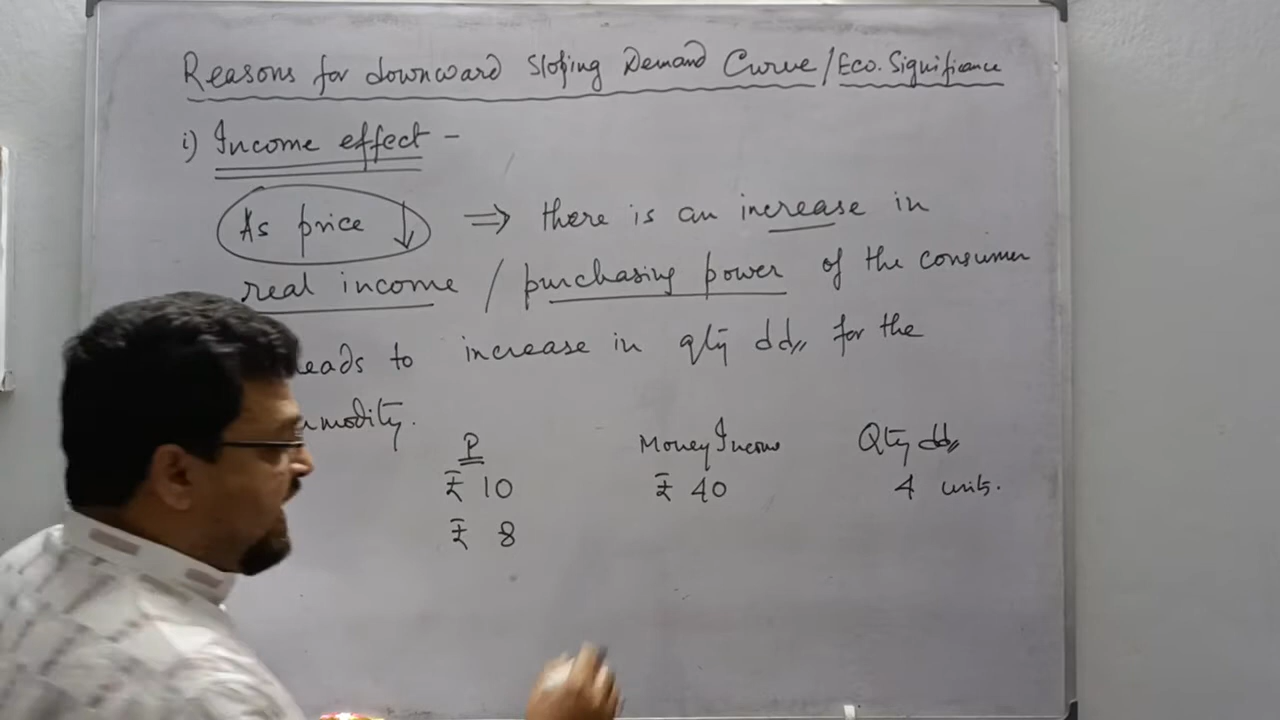 Reasons for downward Sloping Demand Curve/Eco. Significance
i) Income effect -
As price ↓ ⇒ there is an increase in
real income / purchasing power of the consumer
leads to increase in qty dd,, for the
modity.
P Money Income Qty dd,,
₹ 10 ₹ 40 4 units.
₹ 8